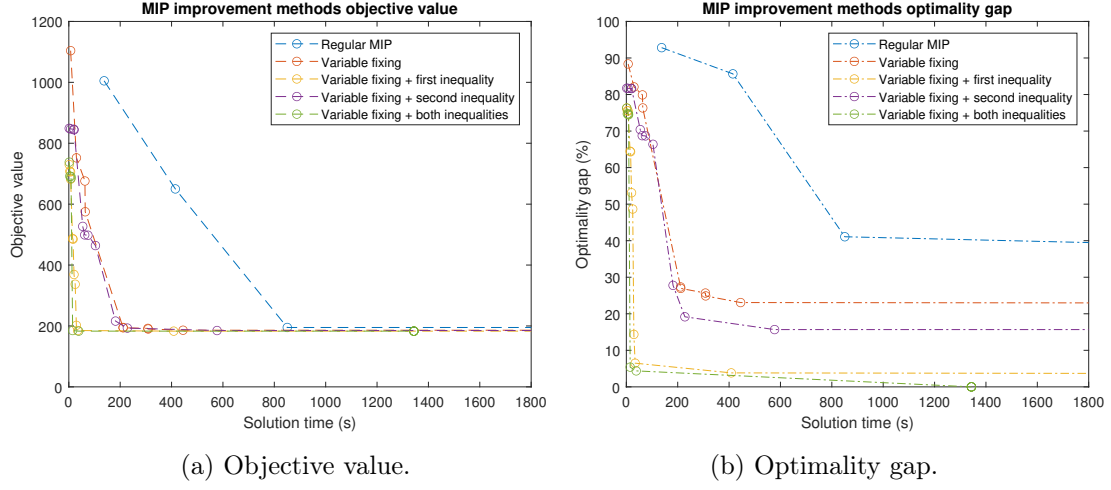 MIP improvement methods objective value
Regular MIP
Variable fixing
Variable fixing + first inequality
Variable fixing + second inequality
Variable fixing + both inequalities
Objective value
1200
1000
800
600
400
200
0
0 200 400 600 800 1000 1200 1400 1600 1800
Solution time (s)
(a) Objective value.
MIP improvement methods optimality gap
Regular MIP
Variable fixing
Variable fixing + first inequality
Variable fixing + second inequality
Variable fixing + both inequalities
Optimality gap (%)
100
90
80
70
60
50
40
30
20
10
0
0 200 400 600 800 1000 1200 1400 1600 1800
Solution time (s)
(b) Optimality gap.